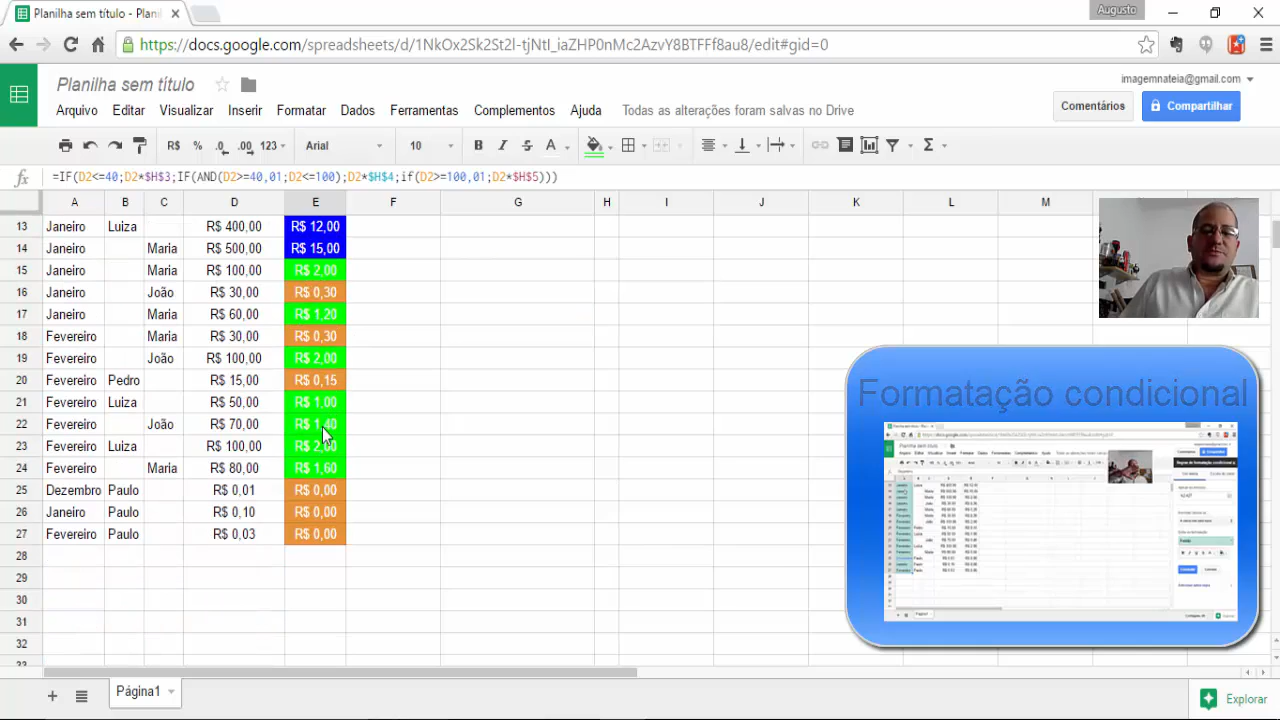 Planilha sem título - Plani
Augusto
https://docs.google.com/spreadsheets/d/1NkOx2Sk2St2l-tjNtI_iaZHP0nMc2AzvY8BTFFf8au8/edit#gid=0
Planilha sem título
imagemnateia@gmail.com
Arquivo Editar Visualizar Inserir Formatar Dados Ferramentas Complementos Ajuda Todas as alterações foram salvas no Drive
Comentários Compartilhar
R$ % .0 .00 123 Arial 10 B I S A Σ
fx =IF(D2<=40;D2*$H$3;IF(AND(D2>=40,01;D2<=100);D2*$H$4;if(D2>=100,01;D2*$H$5)))
A B C D E F G H I J K L M
13 Janeiro Luiza R$ 400,00 R$ 12,00
14 Janeiro Maria R$ 500,00 R$ 15,00
15 Janeiro Maria R$ 100,00 R$ 2,00
16 Janeiro João R$ 30,00 R$ 0,30
17 Janeiro Maria R$ 60,00 R$ 1,20
18 Fevereiro Maria R$ 30,00 R$ 0,30
19 Fevereiro João R$ 100,00 R$ 2,00
20 Fevereiro Pedro R$ 15,00 R$ 0,15
21 Fevereiro Luiza R$ 50,00 R$ 1,00
22 Fevereiro João R$ 70,00 R$ 1,40
23 Fevereiro Luiza R$ 100,00
24 Fevereiro Maria R$ 80,00 R$ 1,60
25 Dezembro Paulo R$ 0,01 R$ 0,00
26 Janeiro Paulo R$ 0,10 R$ 0,00
27 Fevereiro Paulo R$ 0,03 R$ 0,00
28
29
30
31
32
33
Formatação condicional
Página1
Explorar